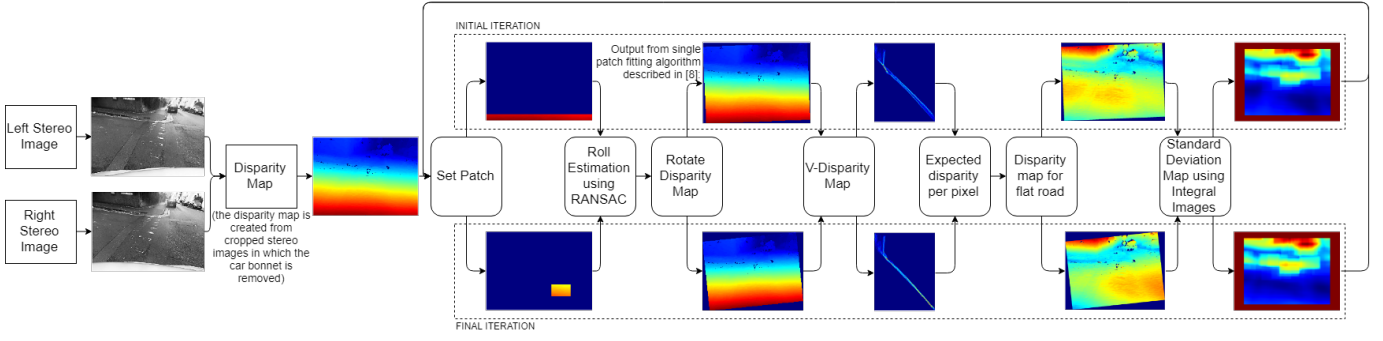 INITIAL ITERATION
Output from single
patch fitting algorithm
described in [8]:
Left Stereo
Image
Right
Stereo
Image
Disparity
Map
(the disparity map is
created from
cropped stereo
images in which the
car bonnet is
removed)
Set Patch
Roll
Estimation
using
RANSAC
Rotate
Disparity
Map
V-Disparity
Map
Expected
disparity
per pixel
Disparity
map for
flat road
Standard
Deviation
Map using
Integral
Images
FINAL ITERATION